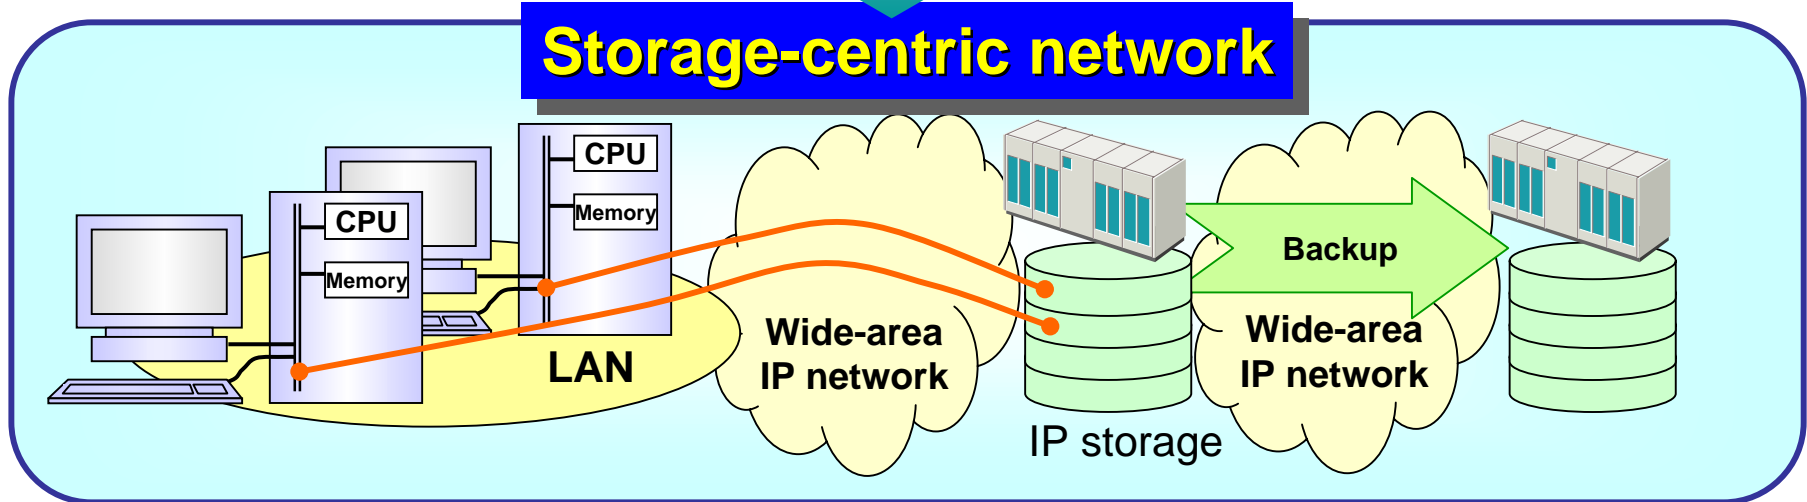 Storage-centric network
CPU
Memory
CPU
Memory
LAN
Wide-area
IP network
Backup
Wide-area
IP network
IP storage